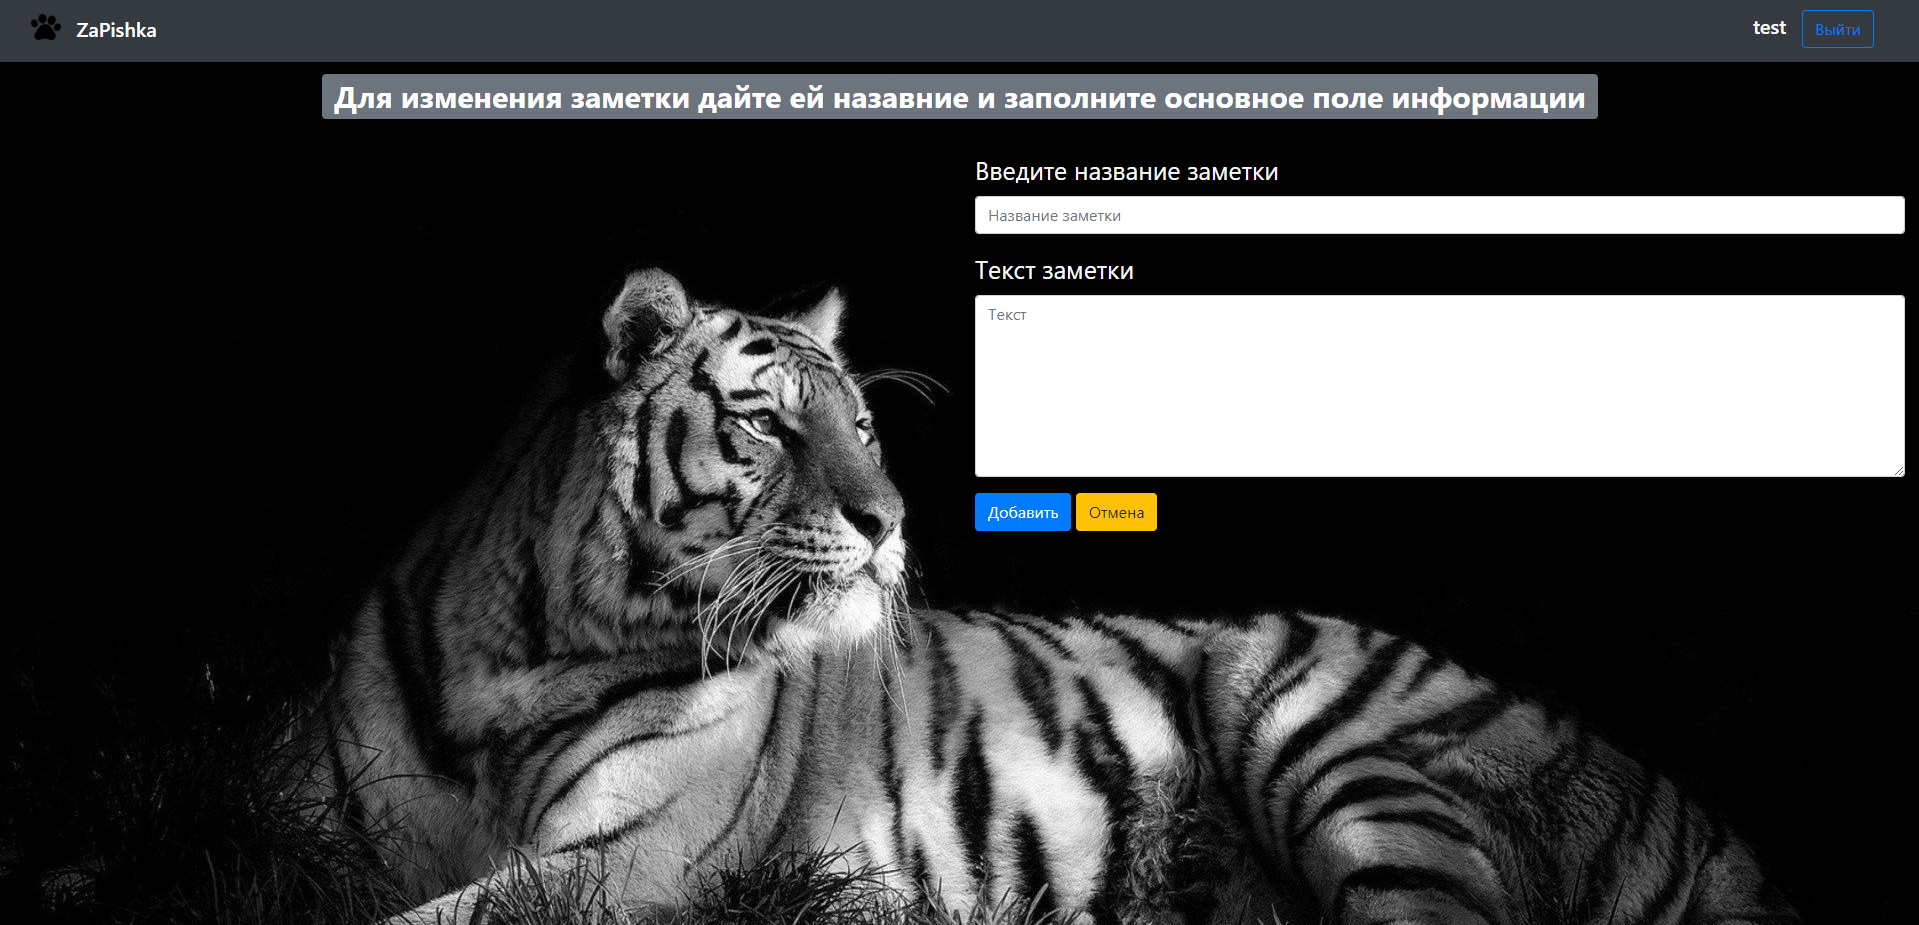 ZaPishka
test
Выйти
Для изменения заметки дайте ей назавние и заполните основное поле информации
Введите название заметки
Название заметки
Текст заметки
Текст
Добавить
Отмена